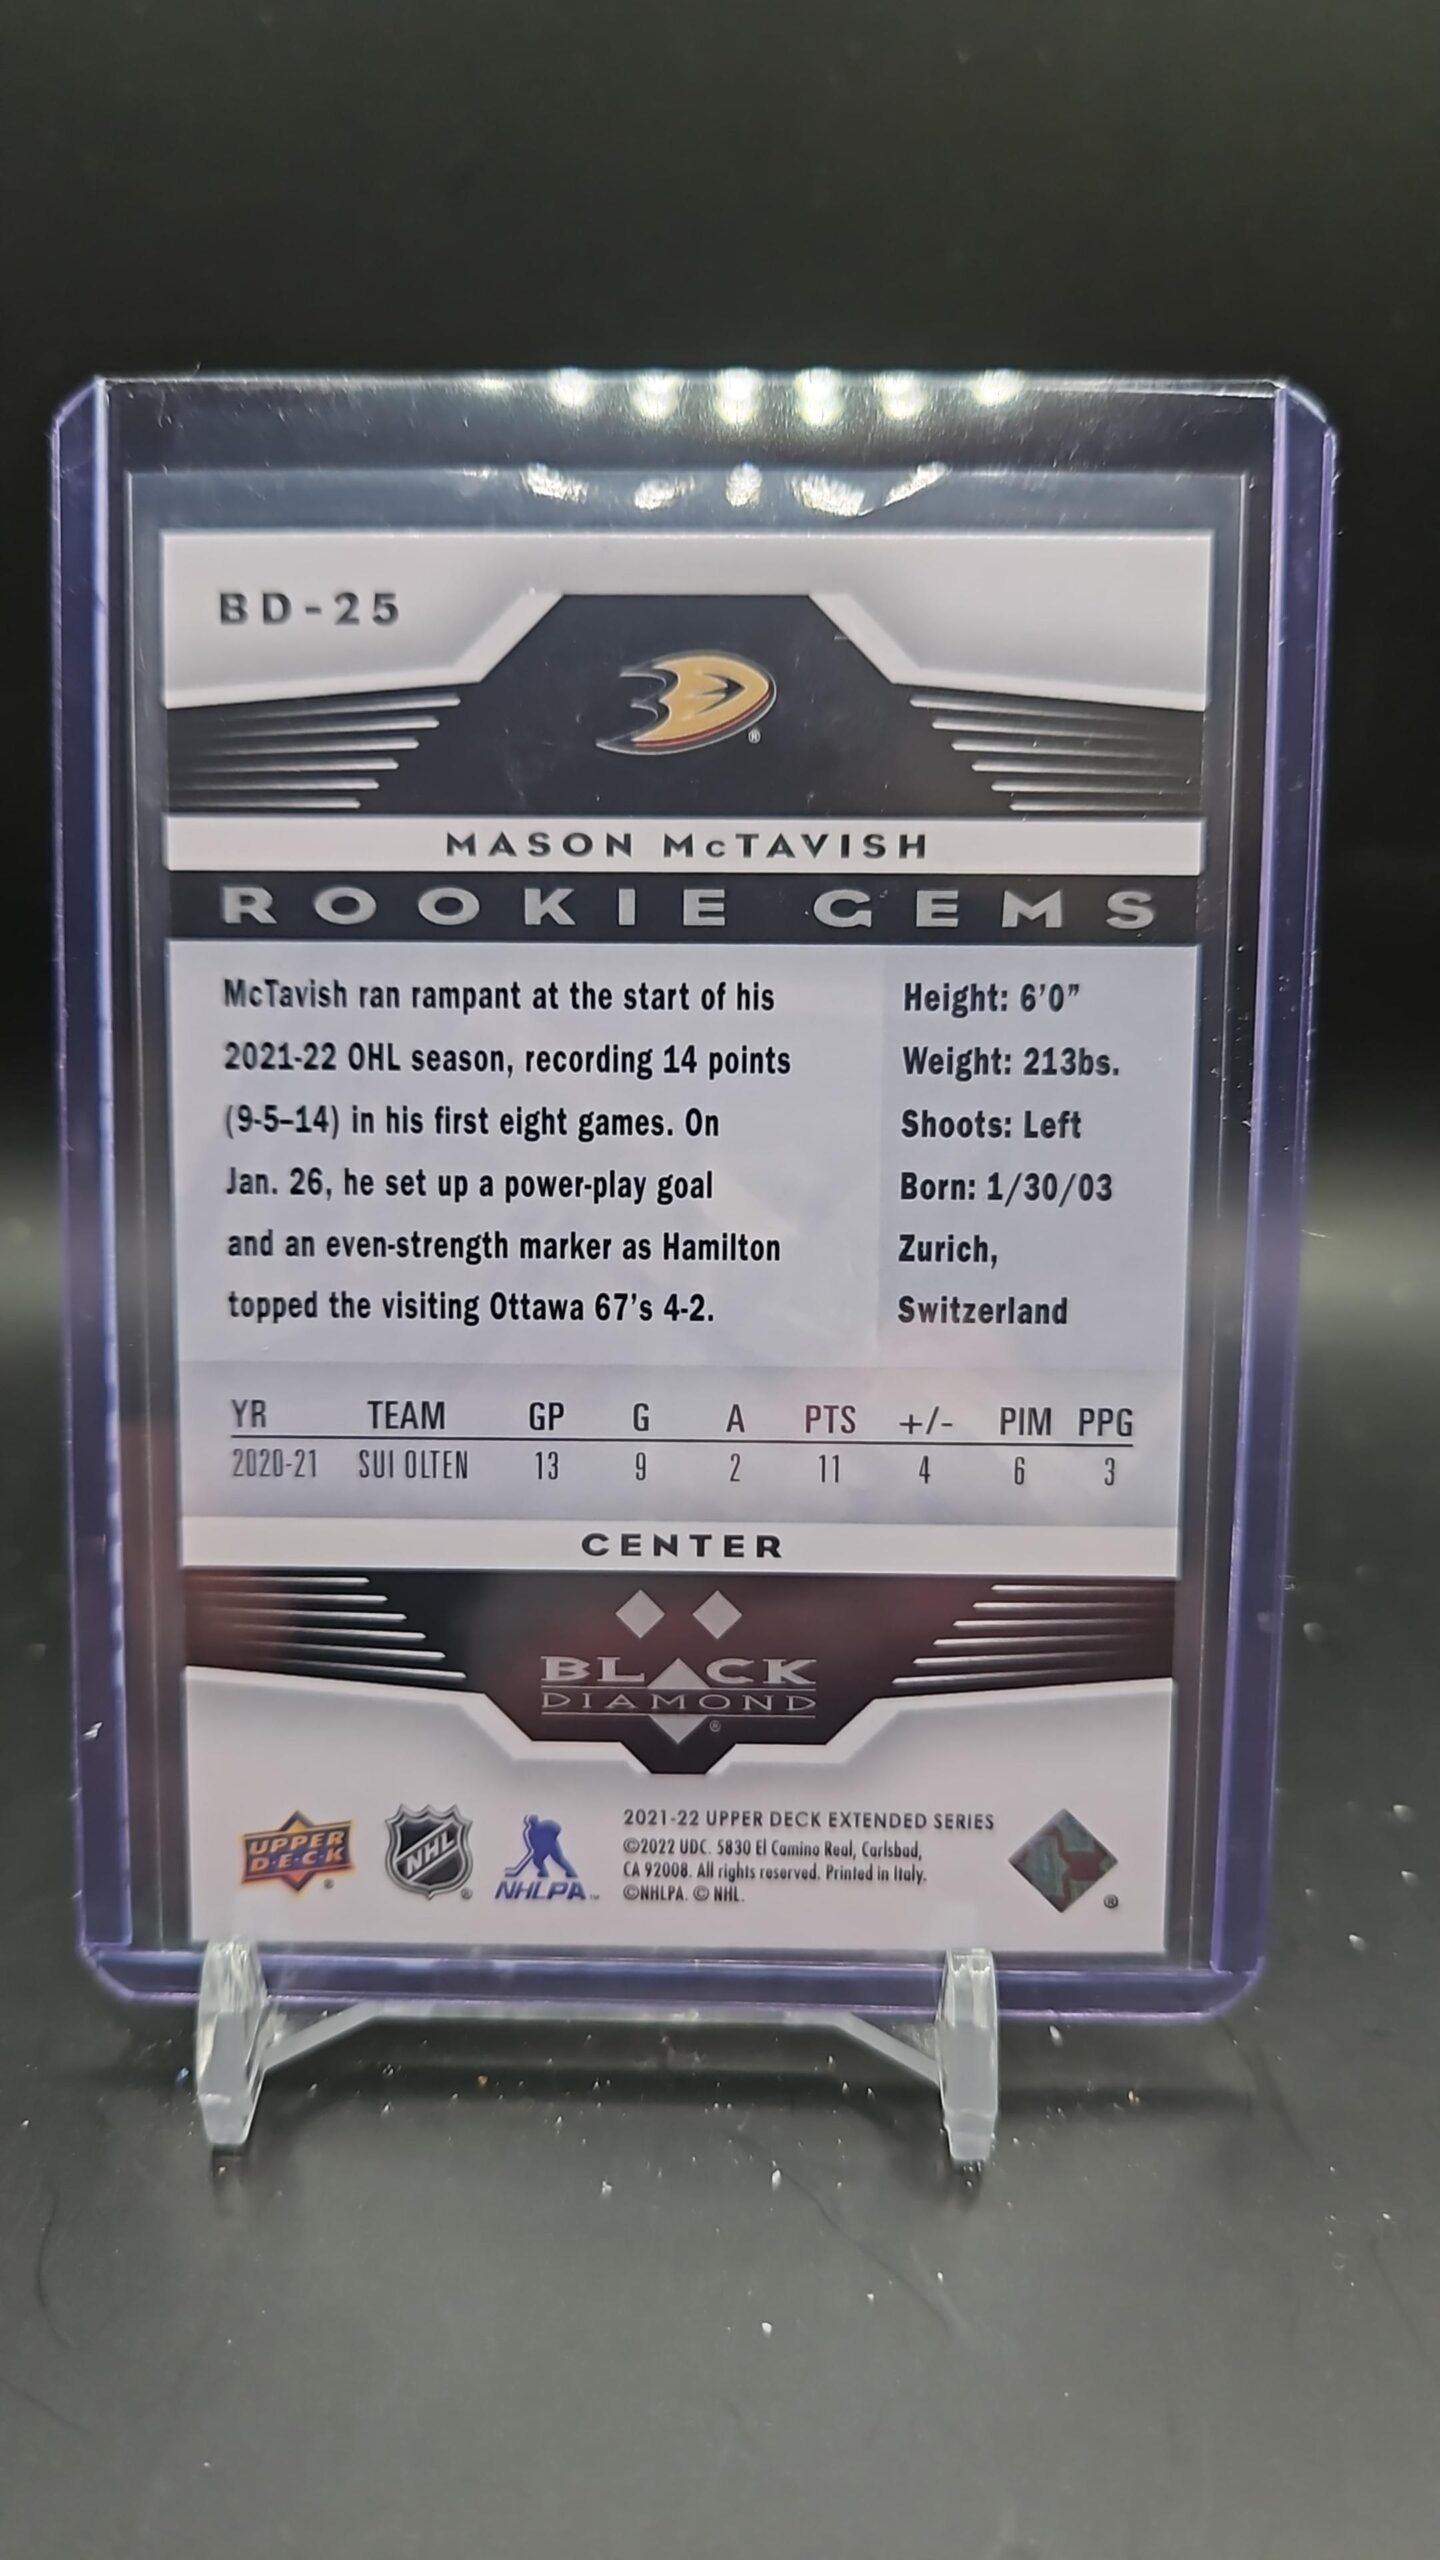 BD-25
MASON McTAVISH
ROOKIE GEMS
McTavish ran rampant at the start of his
2021-22 OHL season, recording 14 points
(9-5–14) in his first eight games. On
Jan. 26, he set up a power-play goal
and an even-strength marker as Hamilton
topped the visiting Ottawa 67's 4-2.
Height: 6'0"
Weight: 213bs.
Shoots: Left
Born: 1/30/03
Zurich,
Switzerland
YR TEAM GP G A PTS +/- PIM PPG
2020-21 SUI OLTEN 13 9 2 11 4 6 3
CENTER
BLACK
DIAMOND
®
UPPER
DECK
®
NHL
®
NHLPA™
2021-22 UPPER DECK EXTENDED SERIES
©2022 UDC. 5830 El Camino Real, Carlsbad,
CA 92008. All rights reserved. Printed in Italy.
©NHLPA. © NHL.
®